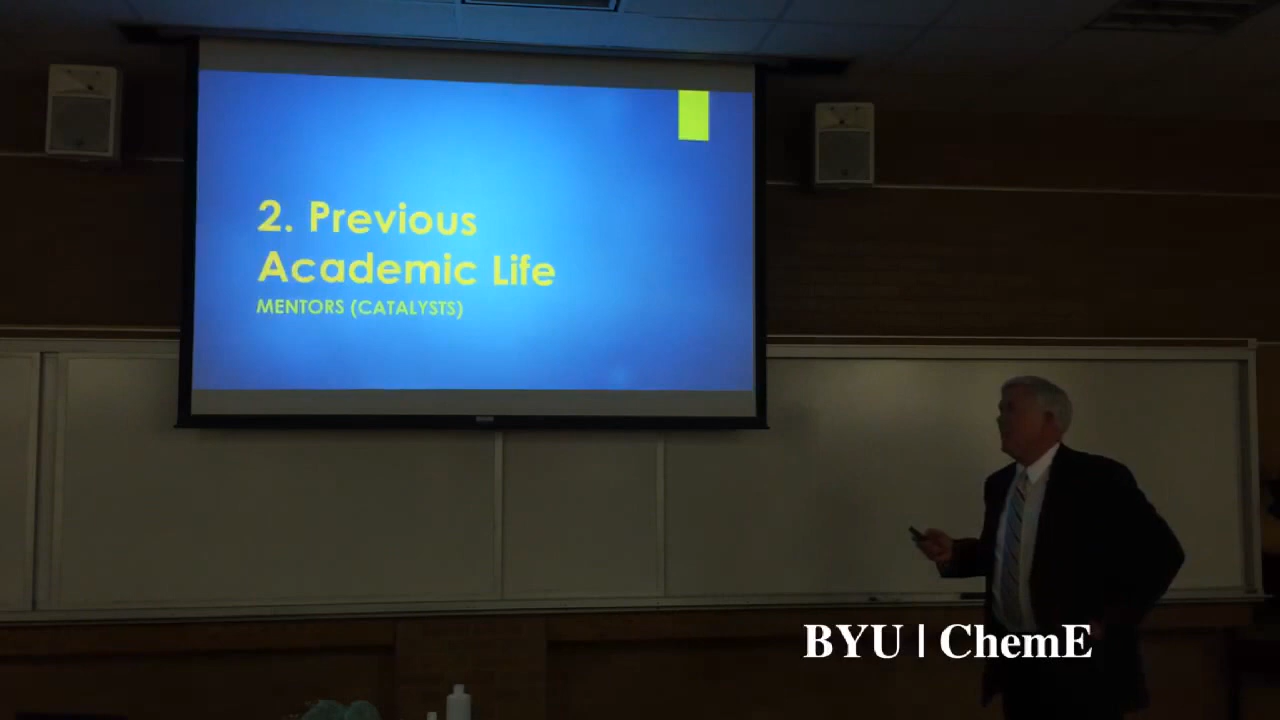 2. Previous
Academic Life
MENTORS (CATALYSTS)
BYU | ChemE